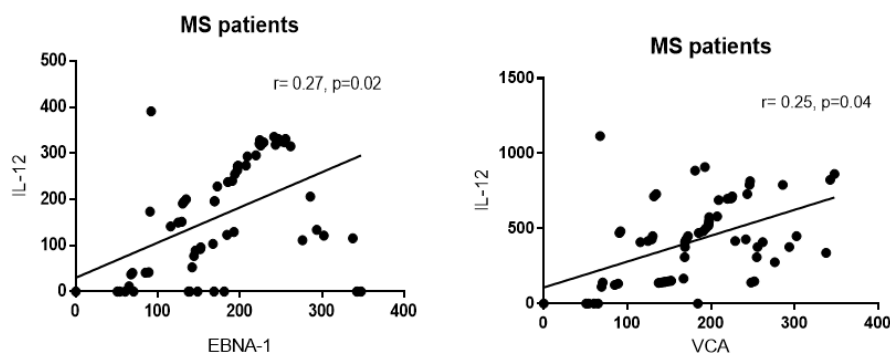 MS patients
r= 0.27, p=0.02
500
400
300
200
100
0
IL-12
0 100 200 300 400
EBNA-1
MS patients
r= 0.25, p=0.04
1500
1000
500
0
IL-12
0 100 200 300 400
VCA